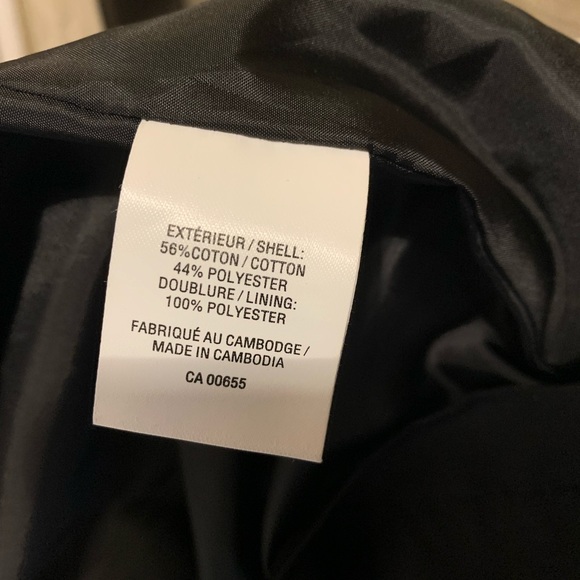 EXTÉRIEUR / SHELL:
56%COTON / COTTON
44% POLYESTER
DOUBLURE / LINING:
100% POLYESTER
FABRIQUÉ AU CAMBODGE /
MADE IN CAMBODIA
CA 00655